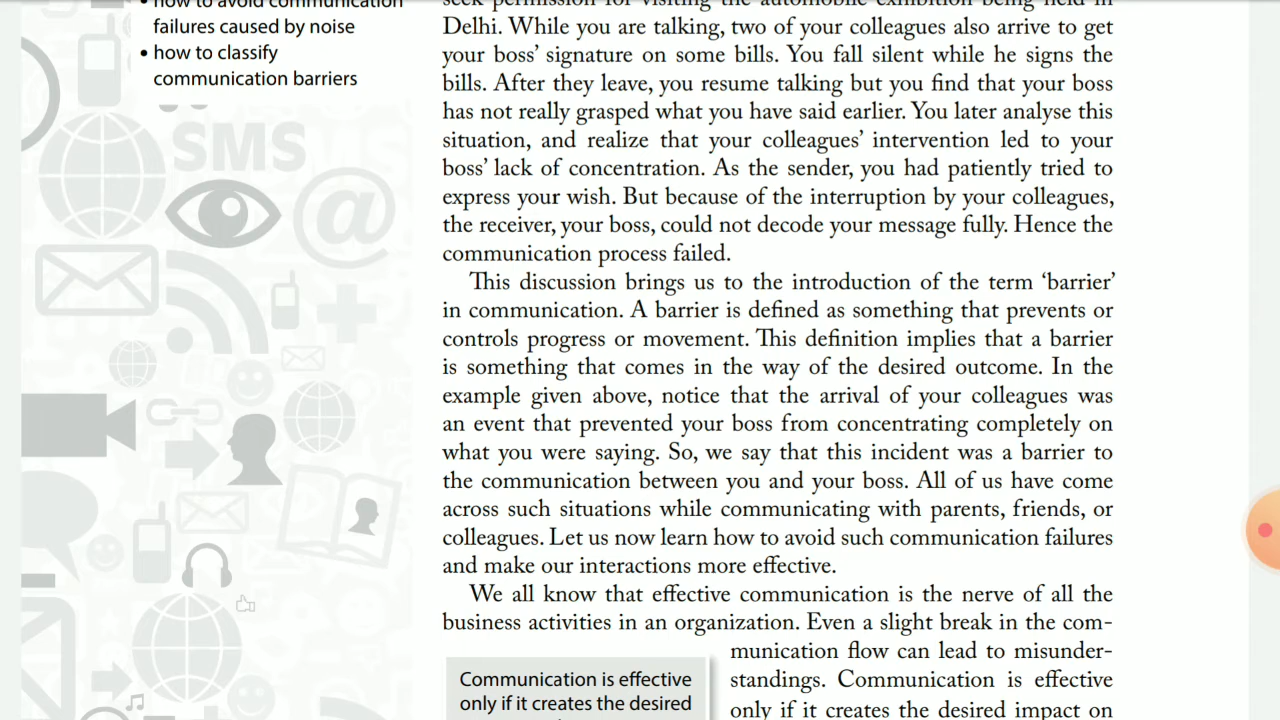 how to avoid communication
failures caused by noise
• how to classify
communication barriers
SMS
@
seek permission for visiting the automobile exhibition being held in
Delhi. While you are talking, two of your colleagues also arrive to get
your boss’ signature on some bills. You fall silent while he signs the
bills. After they leave, you resume talking but you find that your boss
has not really grasped what you have said earlier. You later analyse this
situation, and realize that your colleagues’ intervention led to your
boss’ lack of concentration. As the sender, you had patiently tried to
express your wish. But because of the interruption by your colleagues,
the receiver, your boss, could not decode your message fully. Hence the
communication process failed.
This discussion brings us to the introduction of the term ‘barrier’
in communication. A barrier is defined as something that prevents or
controls progress or movement. This definition implies that a barrier
is something that comes in the way of the desired outcome. In the
example given above, notice that the arrival of your colleagues was
an event that prevented your boss from concentrating completely on
what you were saying. So, we say that this incident was a barrier to
the communication between you and your boss. All of us have come
across such situations while communicating with parents, friends, or
colleagues. Let us now learn how to avoid such communication failures
and make our interactions more effective.
We all know that effective communication is the nerve of all the
business activities in an organization. Even a slight break in the com-
munication flow can lead to misunder-
standings. Communication is effective
only if it creates the desired impact on
Communication is effective
only if it creates the desired